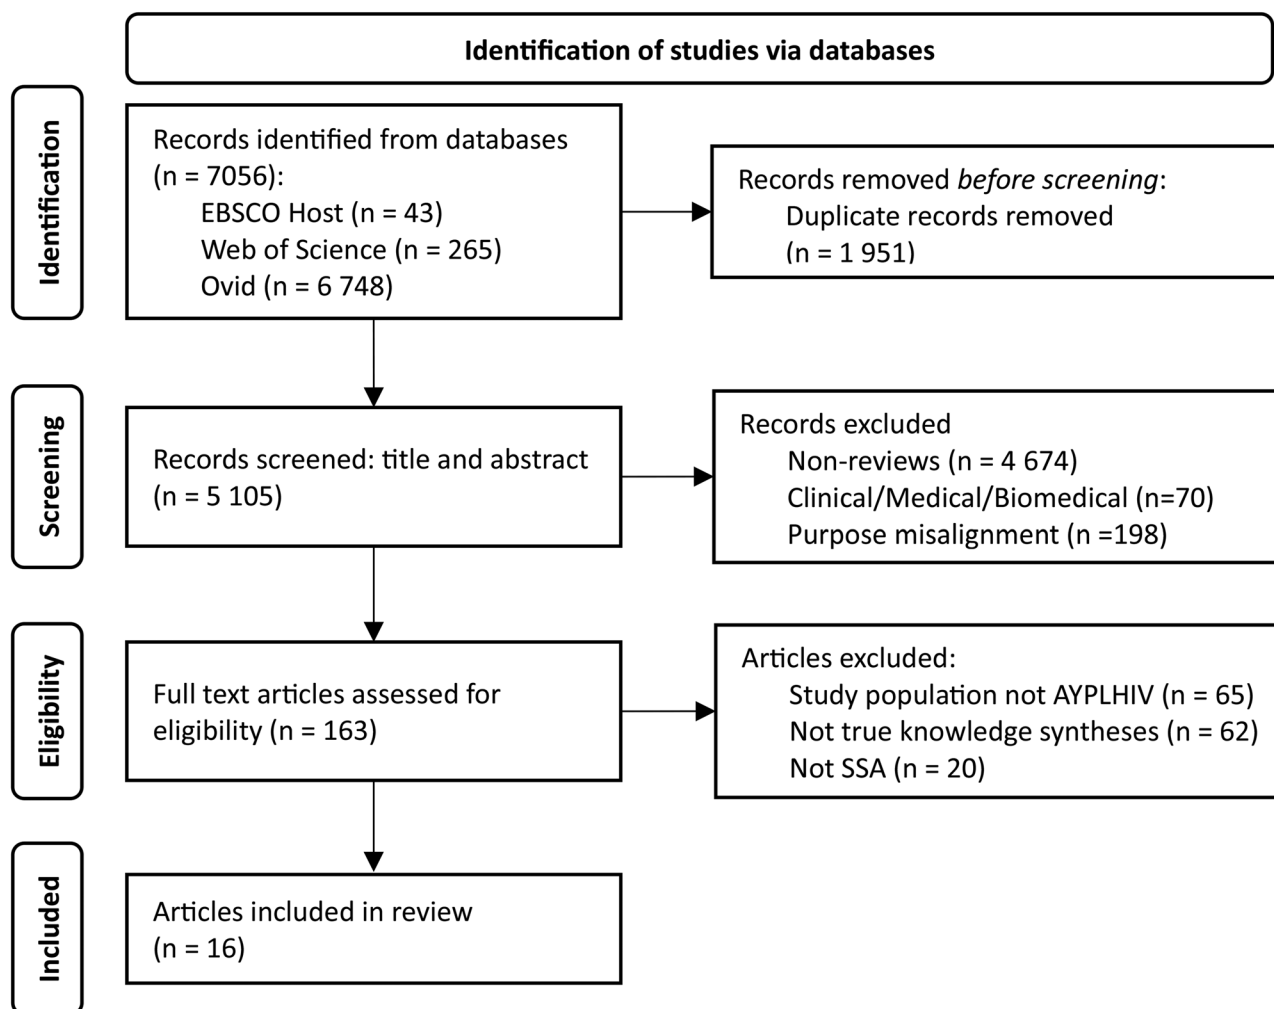 Identification of studies via databases
Identification
Records identified from databases
(n = 7056):
EBSCO Host (n = 43)
Web of Science (n = 265)
Ovid (n = 6 748)
Records removed before screening:
Duplicate records removed
(n = 1 951)
Screening
Records screened: title and abstract
(n = 5 105)
Records excluded
Non-reviews (n = 4 674)
Clinical/Medical/Biomedical (n=70)
Purpose misalignment (n =198)
Eligibility
Full text articles assessed for
eligibility (n = 163)
Articles excluded:
Study population not AYPLHIV (n = 65)
Not true knowledge syntheses (n = 62)
Not SSA (n = 20)
Included
Articles included in review
(n = 16)